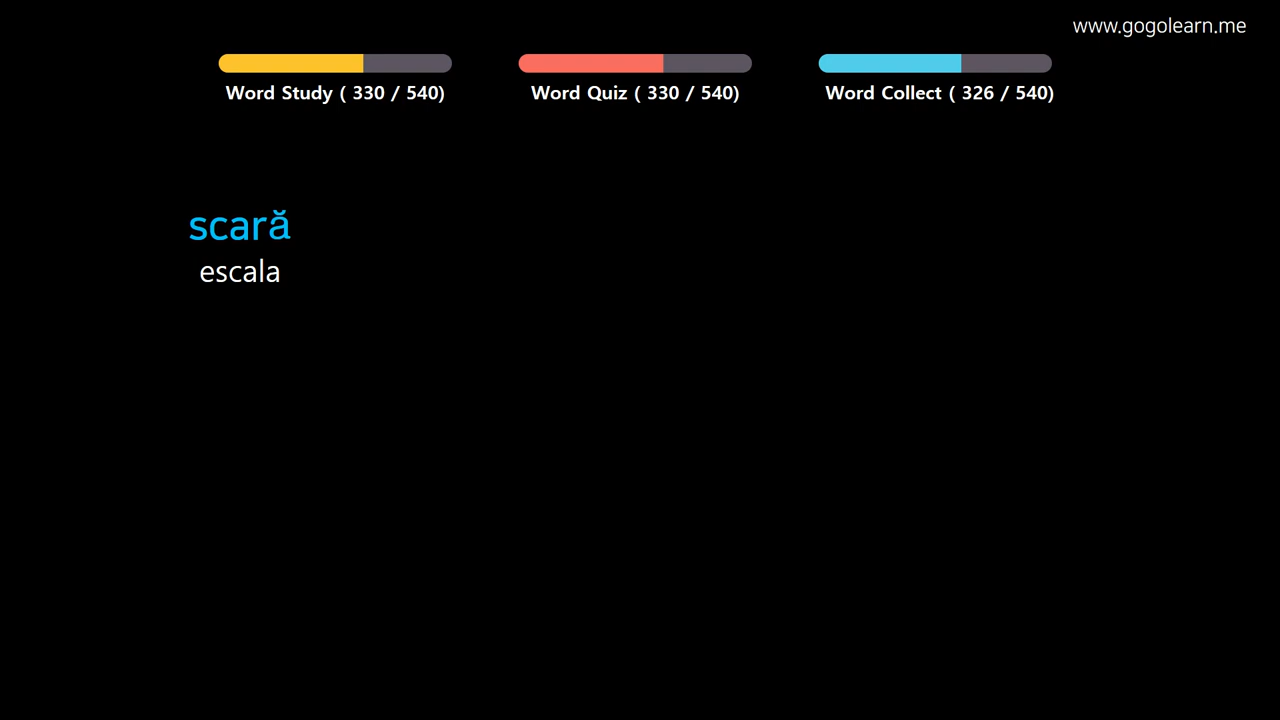 www.gogolearn.me
Word Study ( 330 / 540)
Word Quiz ( 330 / 540)
Word Collect ( 326 / 540)
scară
escala